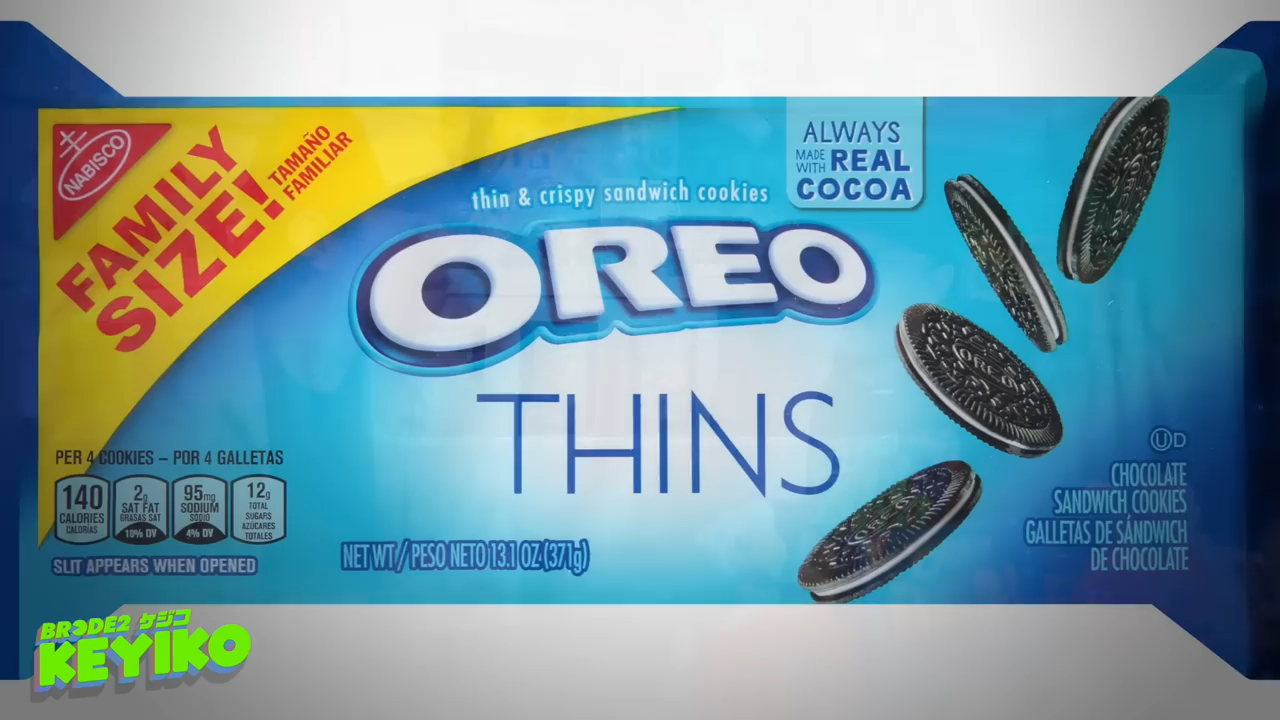 NABISCO
FAMILY
SIZE!
TAMAÑO
FAMILIAR
thin & crispy sandwich cookies
ALWAYS
MADE
WITH REAL
COCOA
OREO
THINS
OREO
PER 4 COOKIES – POR 4 GALLETAS
140
CALORIES
CALORÍAS
2g
SAT FAT
GRASAS SAT
10% DV
95mg
SODIUM
SODIO
4% DV
12g
TOTAL
SUGARS
AZÚCARES
TOTALES
SLIT APPEARS WHEN OPENED
NET WT/PESO NETO 13.1 OZ (371g)
U D
CHOCOLATE
SANDWICH COOKIES
GALLETAS DE SÁNDWICH
DE CHOCOLATE
BRODE2 ケジコ
KEYIKO